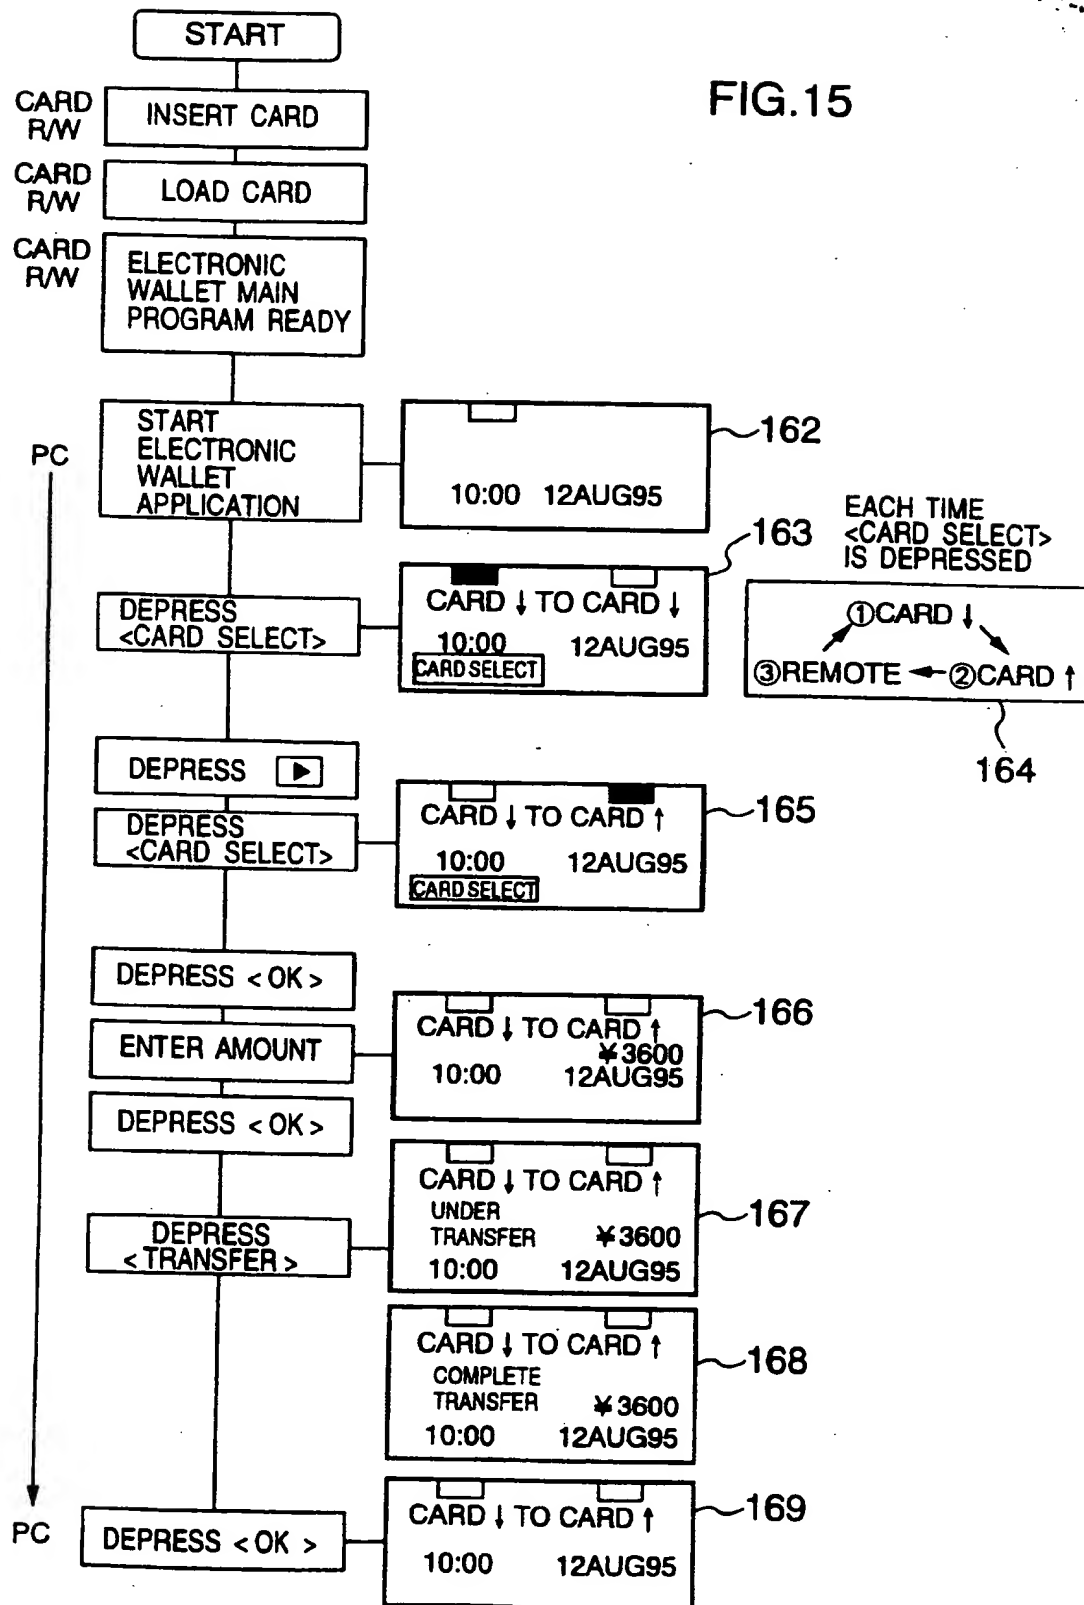 FIG.15
START
CARD
R/W
INSERT CARD
CARD
R/W
LOAD CARD
CARD
R/W
ELECTRONIC
WALLET MAIN
PROGRAM READY
PC
START
ELECTRONIC
WALLET
APPLICATION
10:00 12AUG95
162
DEPRESS
<CARD SELECT>
CARD ↓ TO CARD ↓
10:00 12AUG95
CARD SELECT
163
EACH TIME
<CARD SELECT>
IS DEPRESSED
①CARD ↓
③REMOTE ②CARD ↑
164
DEPRESS ▶
DEPRESS
<CARD SELECT>
CARD ↓ TO CARD ↑
10:00 12AUG95
CARD SELECT
165
DEPRESS <OK>
ENTER AMOUNT
CARD ↓ TO CARD ↑
¥3600
10:00 12AUG95
166
DEPRESS <OK>
DEPRESS
<TRANSFER>
CARD ↓ TO CARD ↑
UNDER
TRANSFER ¥3600
10:00 12AUG95
167
CARD ↓ TO CARD ↑
COMPLETE
TRANSFER ¥3600
10:00 12AUG95
168
PC
DEPRESS <OK>
CARD ↓ TO CARD ↑
10:00 12AUG95
169